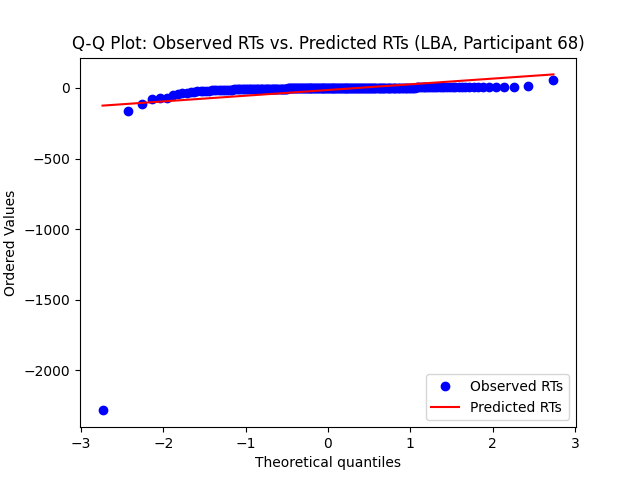 Q-Q Plot: Observed RTs vs. Predicted RTs (LBA, Participant 68)
Ordered Values
0
−500
−1000
−1500
−2000
Observed RTs
Predicted RTs
−3 −2 −1 0 1 2 3
Theoretical quantiles